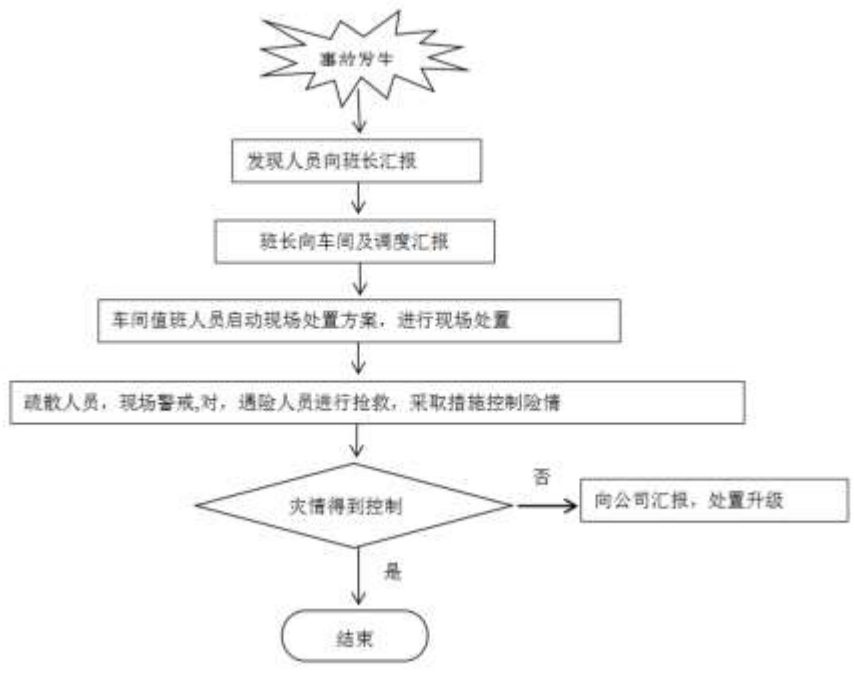 事故发生
发现人员向班长汇报
班长向车间及调度汇报
车间值班人员启动现场处置方案，进行现场处置
疏散人员，现场警戒,对，遇险人员进行抢救，采取措施控制险情
灾情得到控制
否
向公司汇报，处置升级
是
结束